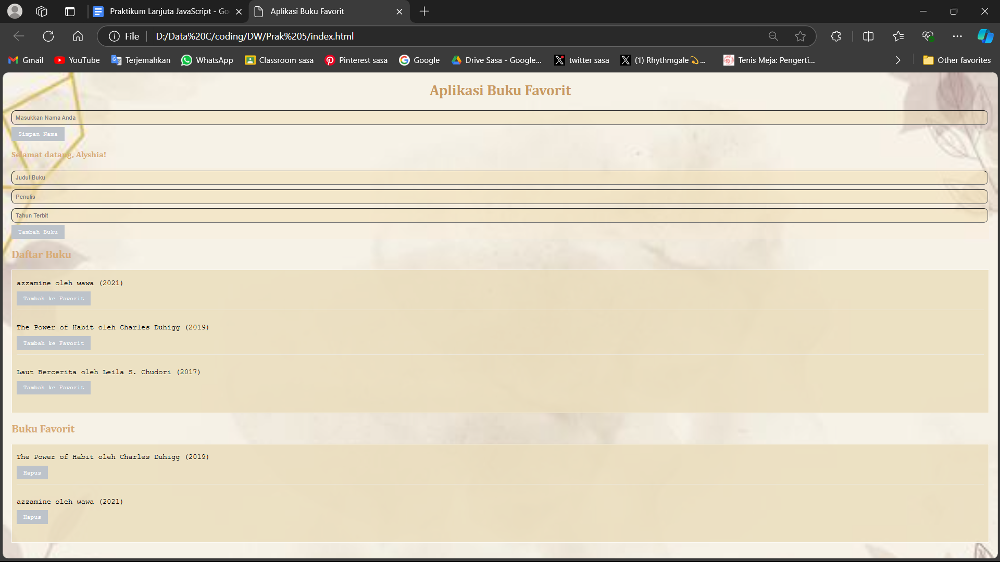 Praktikum Lanjuta JavaScript - Go
Aplikasi Buku Favorit
File
D:/Data%20C/coding/DW/Prak%205/index.html
Gmail
YouTube
Terjemahkan
WhatsApp
Classroom sasa
Pinterest sasa
Google
Drive Sasa - Google...
twitter sasa
(1) Rhythmgale💫...
Tenis Meja: Pengerti...
Other favorites
Aplikasi Buku Favorit
Masukkan Nama Anda
Simpan Nama
Selamat datang, Alyshia!
Judul Buku
Penulis
Tahun Terbit
Tambah Buku
Daftar Buku
azzamine oleh wawa (2021)
Tambah ke Favorit
The Power of Habit oleh Charles Duhigg (2019)
Tambah ke Favorit
Laut Bercerita oleh Leila S. Chudori (2017)
Tambah ke Favorit
Buku Favorit
The Power of Habit oleh Charles Duhigg (2019)
Hapus
azzamine oleh wawa (2021)
Hapus